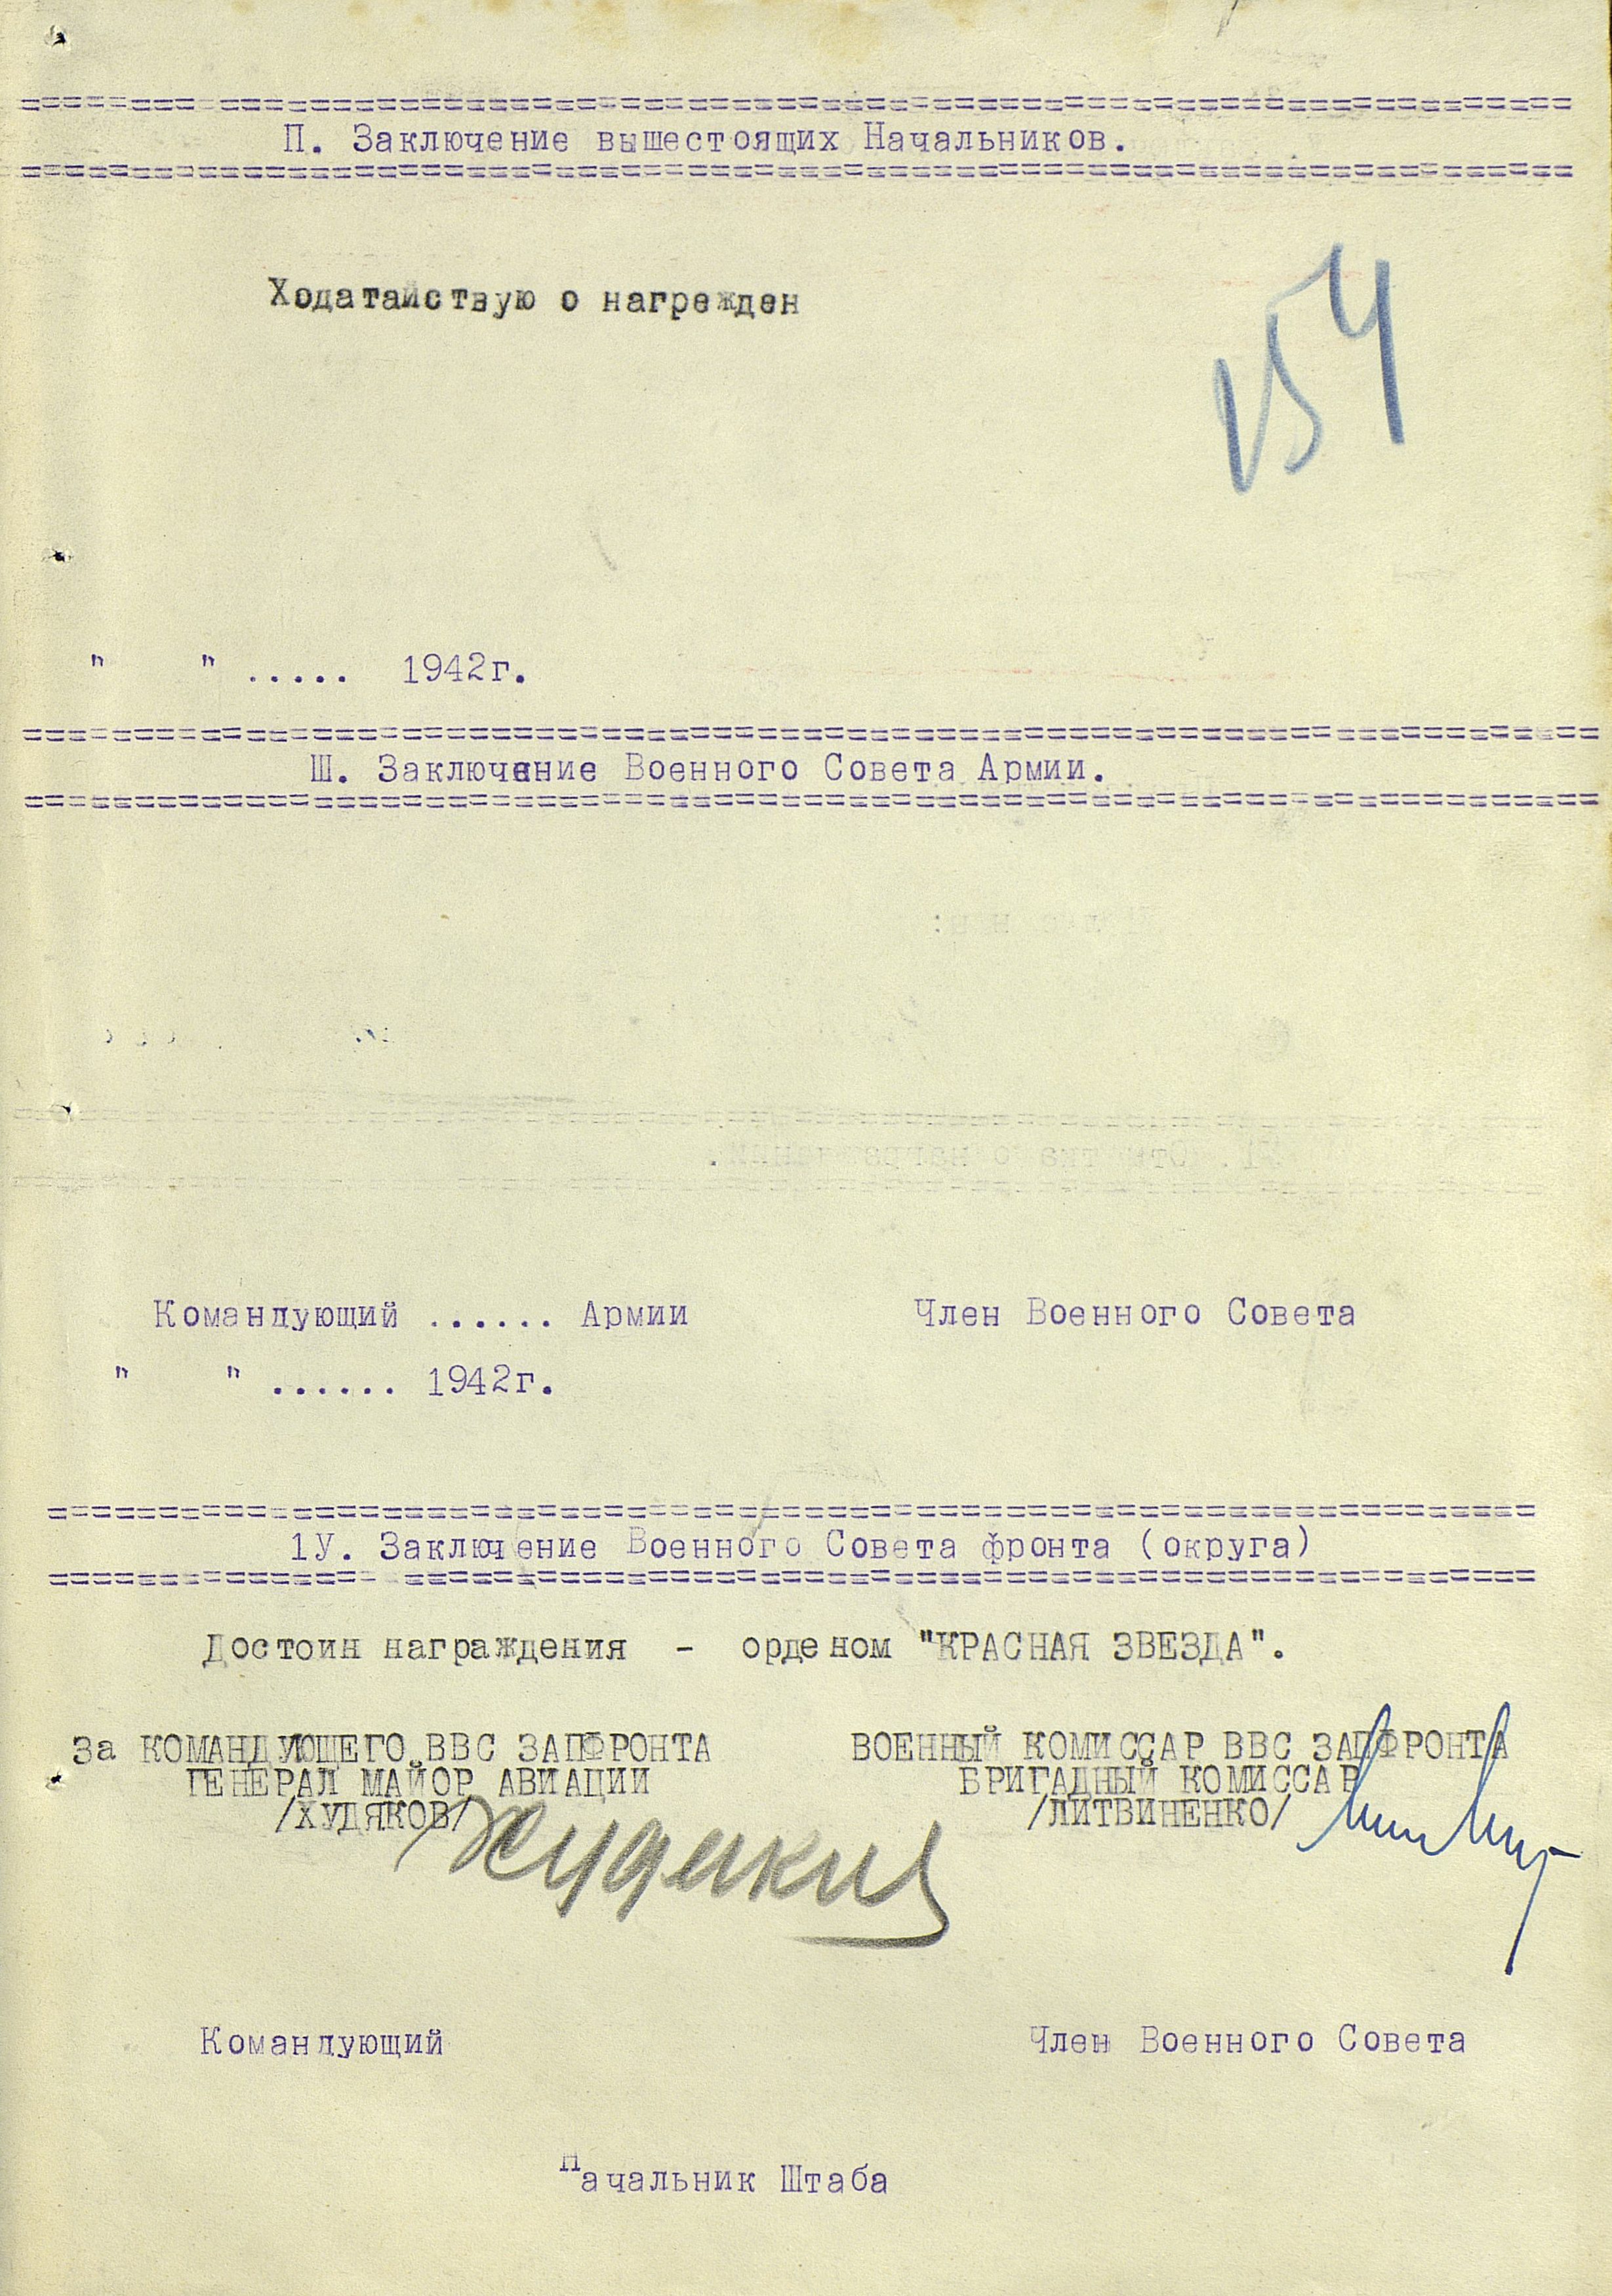 ==================================================
П. Заключение вышестоящих Начальников.
==================================================
Ходатайствую о нагрежден
154
"    " ..... 1942г.
==================================================
Ш. Заключение Военного Совета Армии.
==================================================
Командующий ...... Армии    Член Военного Совета
"    " ...... 1942г.
==================================================
1У. Заключение Военного Совета фронта (округа)
==================================================
Достоин награждения - орденом "КРАСНАЯ ЗВЕЗДА".
За КОМАНДУЮЩЕГО ВВС ЗАПФРОНТА    ВОЕННЫЙ КОМИССАР ВВС ЗАПФРОНТА
ГЕНЕРАЛ МАЙОР АВИАЦИИ    БРИГАДНЫЙ КОМИССАР
/ХУДЯКОВ/    /ЛИТВИНЕНКО/
Худяков
Командующий    Член Военного Совета
Начальник Штаба